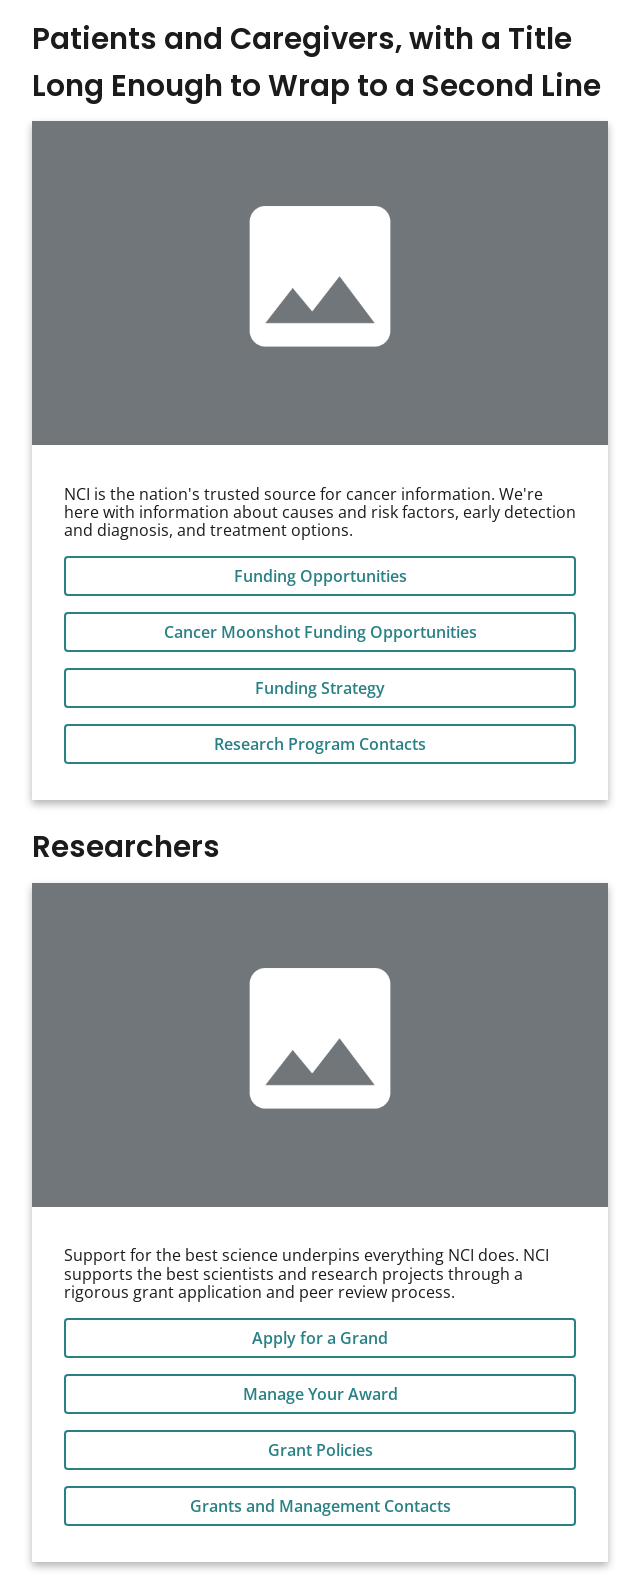 Patients and Caregivers, with a Title
Long Enough to Wrap to a Second Line
NCI is the nation's trusted source for cancer information. We're
here with information about causes and risk factors, early detection
and diagnosis, and treatment options.
Funding Opportunities
Cancer Moonshot Funding Opportunities
Funding Strategy
Research Program Contacts
Researchers
Support for the best science underpins everything NCI does. NCI
supports the best scientists and research projects through a
rigorous grant application and peer review process.
Apply for a Grand
Manage Your Award
Grant Policies
Grants and Management Contacts